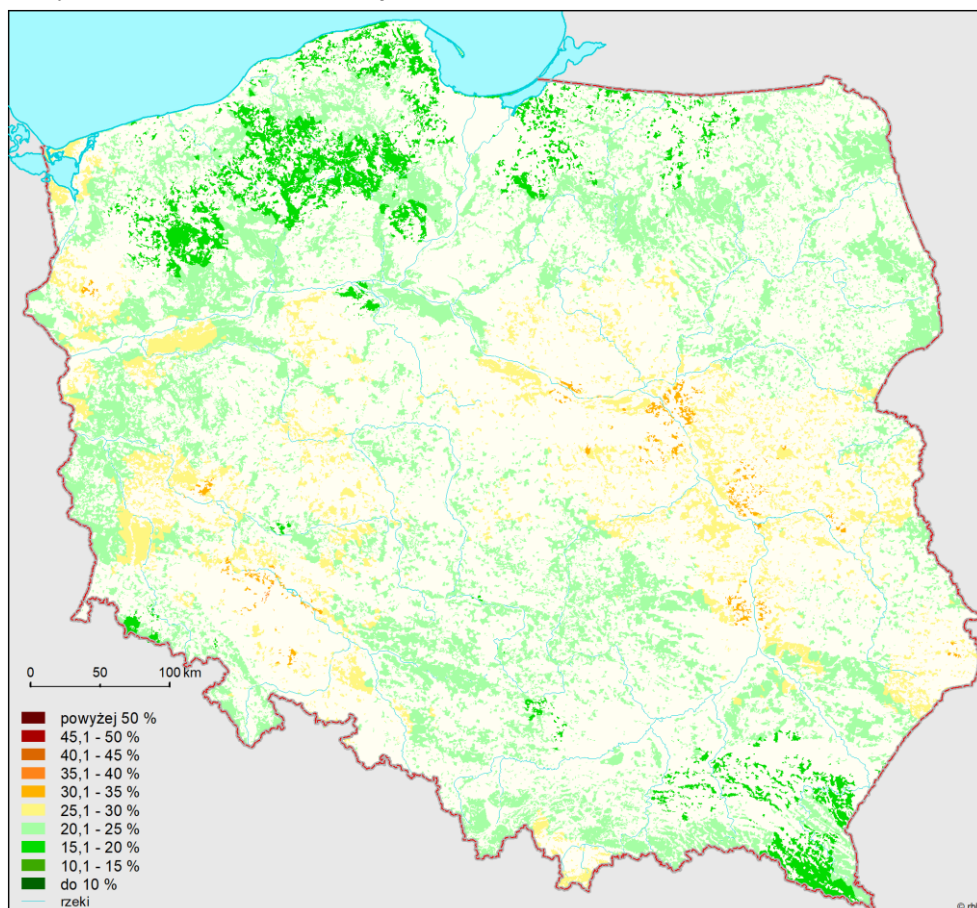 0 50 100 km
powyżej 50 %
45,1 - 50 %
40,1 - 45 %
35,1 - 40 %
30,1 - 35 %
25,1 - 30 %
20,1 - 25 %
15,1 - 20 %
10,1 - 15 %
do 10 %
rzeki